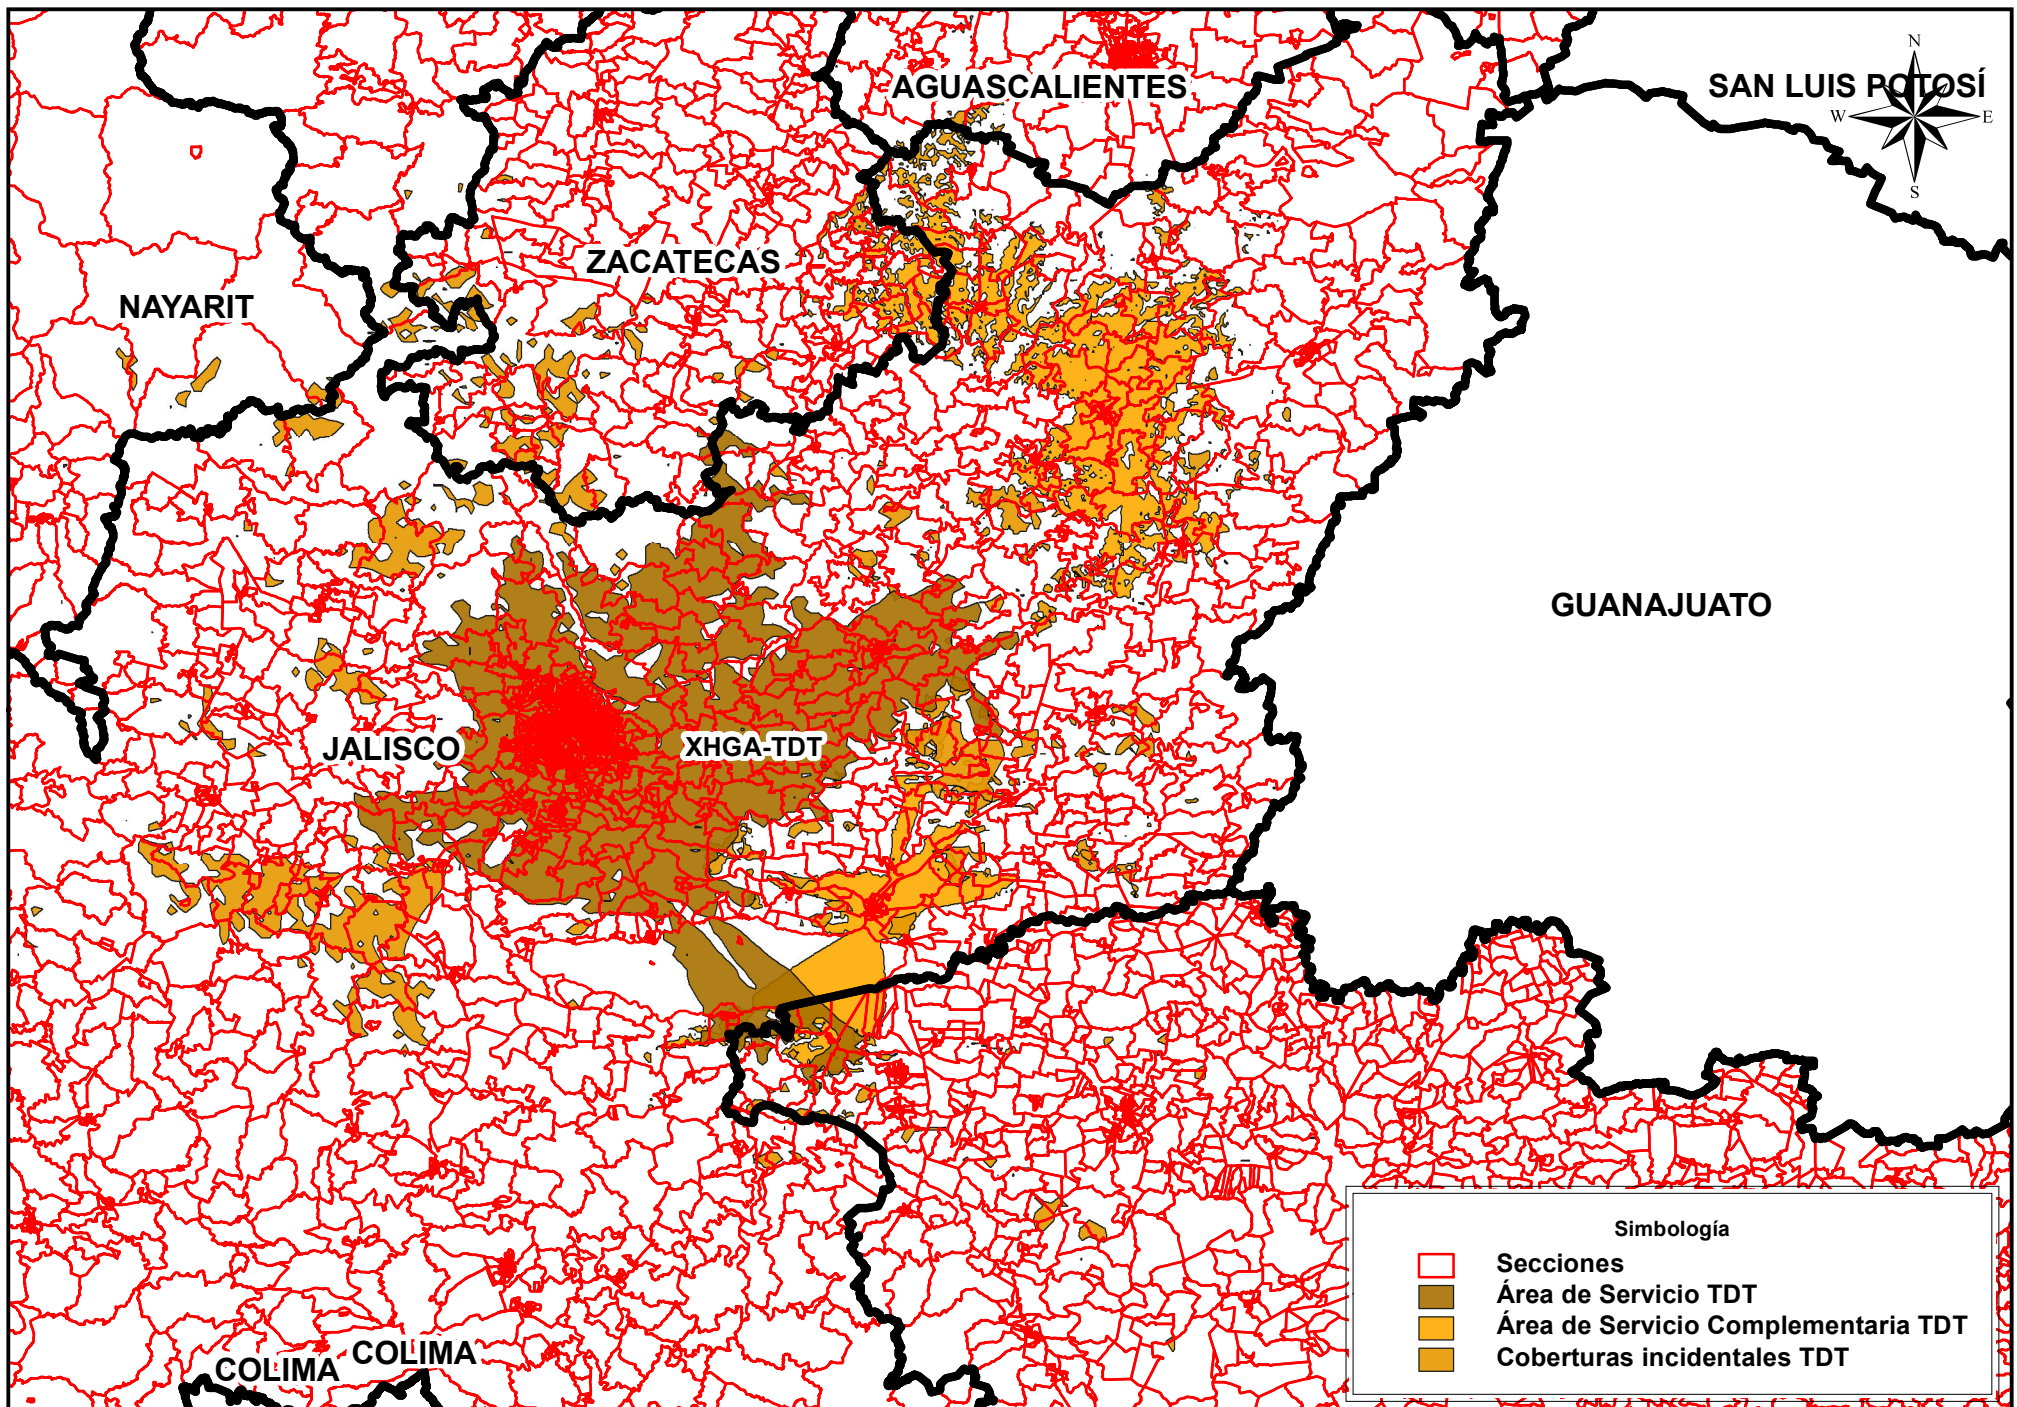 N
SAN LUIS POTOSÍ
AGUASCALIENTES
W
E
S
ZACATECAS
NAYARIT
GUANAJUATO
JALISCO
XHGA-TDT
Simbología
Secciones
Área de Servicio TDT
Área de Servicio Complementaria TDT
Coberturas incidentales TDT
COLIMA
COLIMA